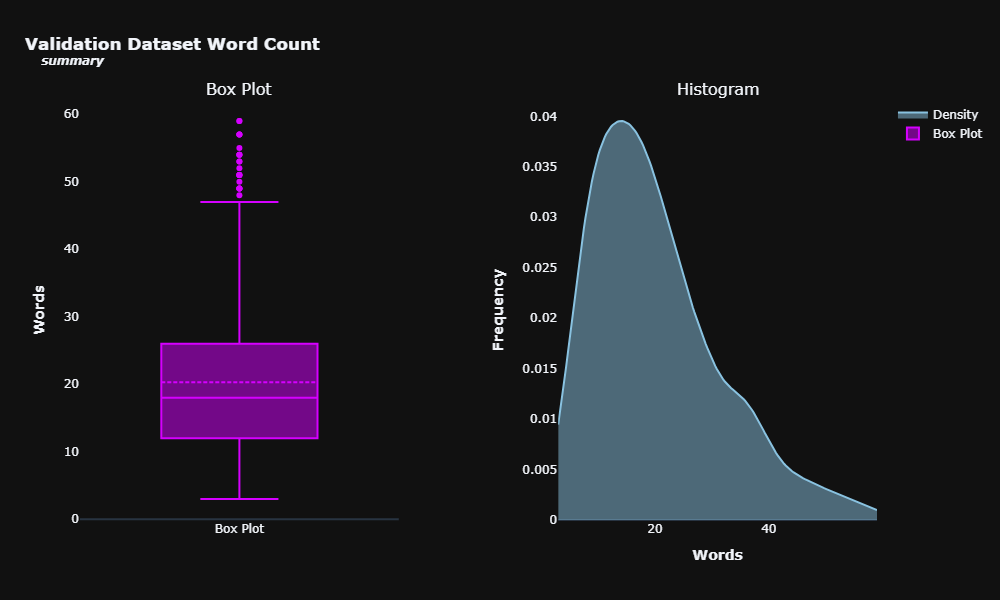 Validation Dataset Word Count
summary
Box Plot
60
50
40
30
20
10
0
Words
Box Plot
Histogram
0.04
0.035
0.03
0.025
0.02
0.015
0.01
0.005
0
Frequency
20 40
Words
Density
Box Plot